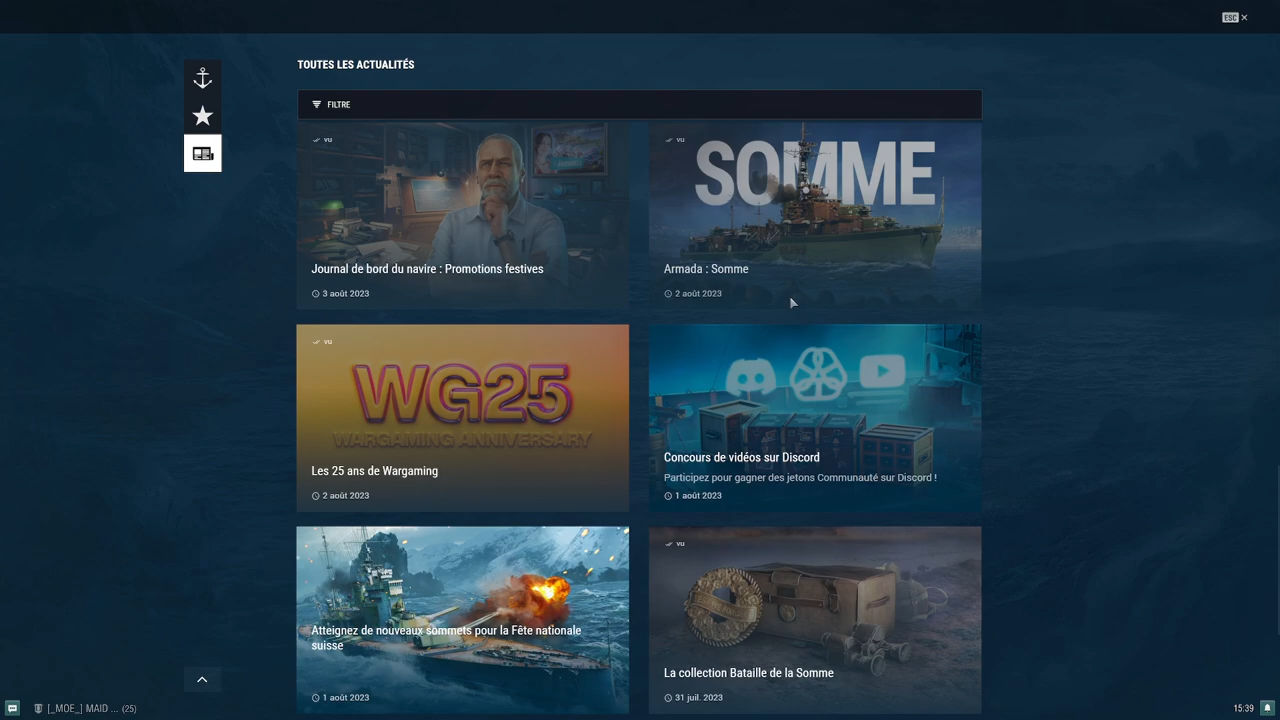 ESC
TOUTES LES ACTUALITÉS
FILTRE
vu
Journal de bord du navire : Promotions festives
3 août 2023
vu
SOMME
Armada : Somme
2 août 2023
vu
WG25
WARGAMING ANNIVERSARY
Les 25 ans de Wargaming
2 août 2023
Concours de vidéos sur Discord
Participez pour gagner des jetons Communauté sur Discord !
1 août 2023
Atteignez de nouveaux sommets pour la Fête nationale
suisse
1 août 2023
vu
La collection Bataille de la Somme
31 juil. 2023
[_MOE_] MAID ... (25)
15:39